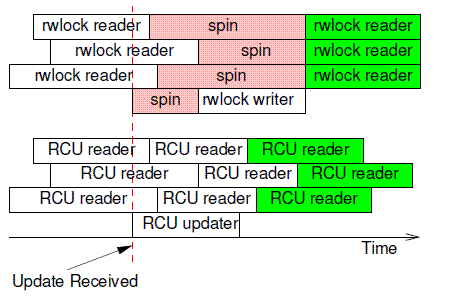 rwlock reader spin rwlock reader
rwlock reader spin rwlock reader
rwlock reader spin rwlock reader
spin rwlock writer
RCU reader RCU reader RCU reader
RCU reader RCU reader RCU reader
RCU reader RCU reader RCU reader
RCU updater
Time
Update Received